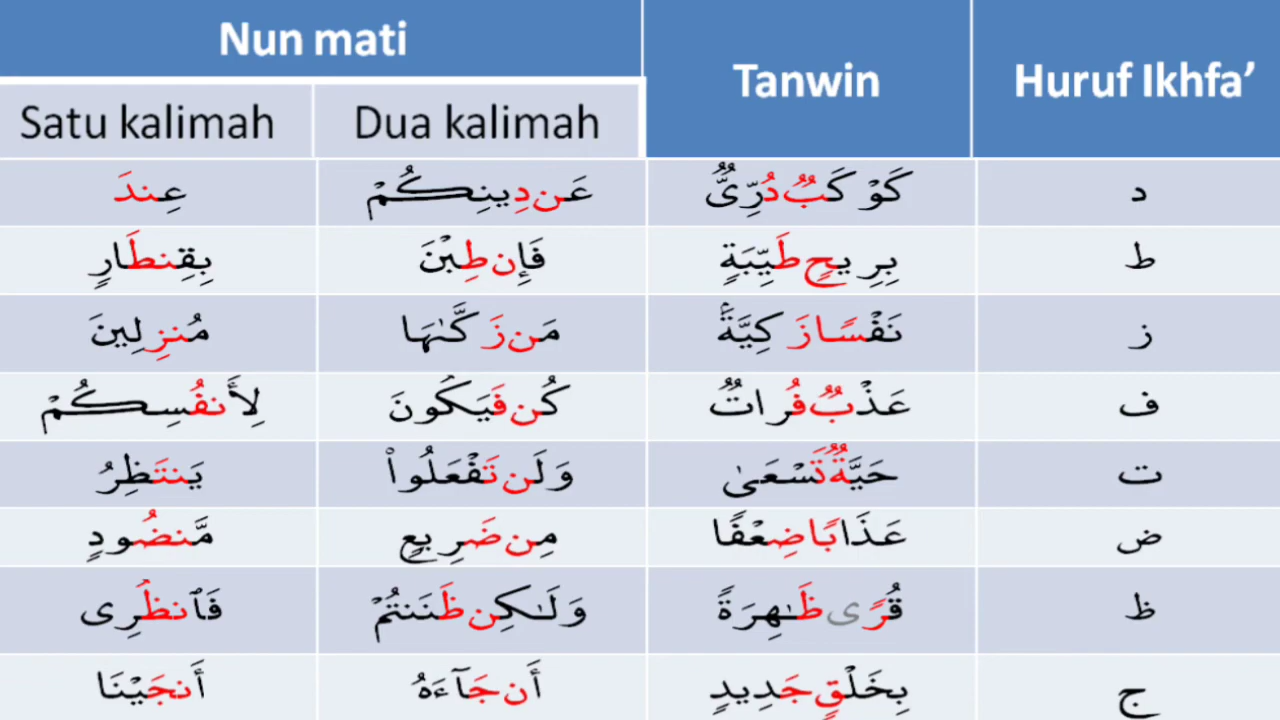 Nun mati Tanwin Huruf Ikhfa’
Satu kalimah Dua kalimah
عِندَ عَن دِينِكُمْ كَوْكَبٌ دُرِّىٌّ د
بِقِنطَارٍ فَإِن طِبْنَ بِرِيحٍ طَيِّبَةٍ ط
مُنزِلِينَ مَن زَكَّىٰهَا نَفْسًا زَكِيَّةً ز
لِأَنفُسِكُمْ كُن فَيَكُونَ عَذْبٌ فُرَاتٌ ف
يَنتَظِرُ وَلَن تَفْعَلُوا۟ حَيَّةٌ تَسْعَىٰ ت
مَّنضُودٍ مِن ضَرِيعٍ عَذَابًا ضِعْفًا ض
فَٱنظُرِى وَلَـٰكِن ظَنَنتُمْ قُرًى ظَـٰهِرَةً ظ
أَنجَيْنَا أَن جَآءَهُ بِخَلْقٍ جَدِيدٍ ج